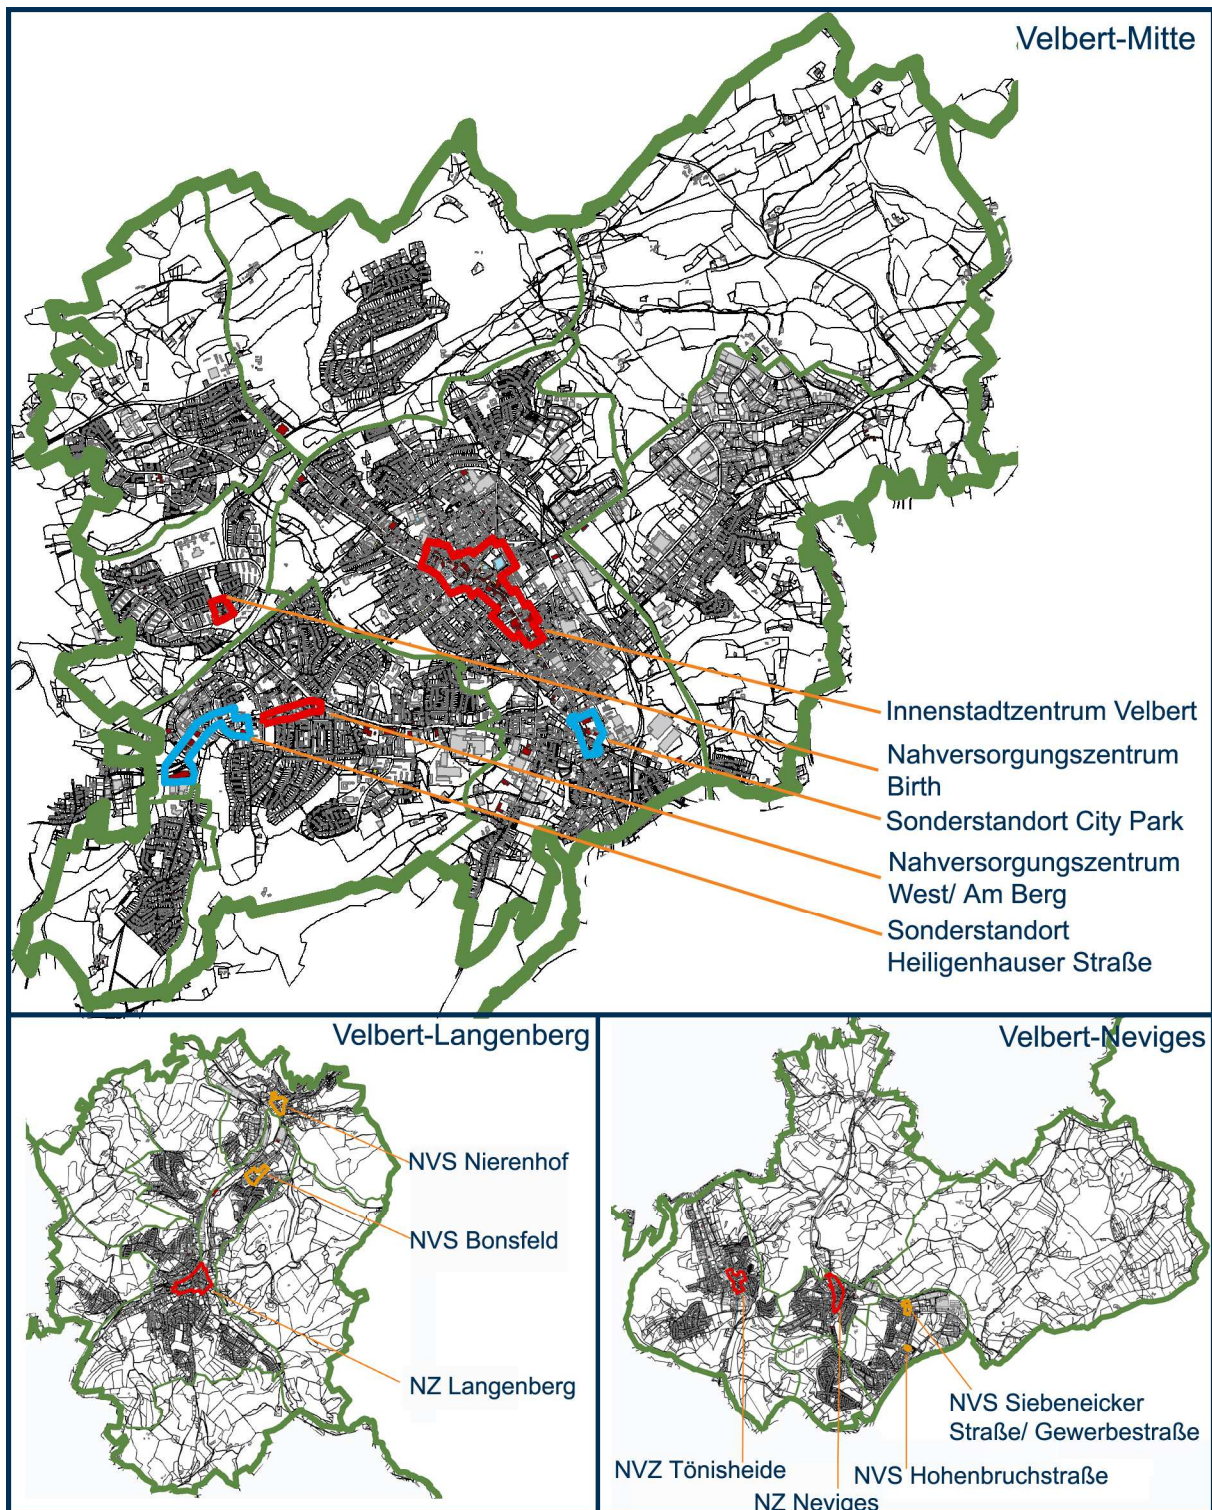 Velbert-Mitte
Innenstadtzentrum Velbert
Nahversorgungszentrum
Birth
Sonderstandort City Park
Nahversorgungszentrum
West/ Am Berg
Sonderstandort
Heiligenhauser Straße
Velbert-Langenberg
NVS Nierenhof
NVS Bonsfeld
NZ Langenberg
Velbert-Neviges
NVS Siebeneicker
Straße/ Gewerbestraße
NVZ Tönisheide
NVS Hohenbruchstraße
NZ Neviges